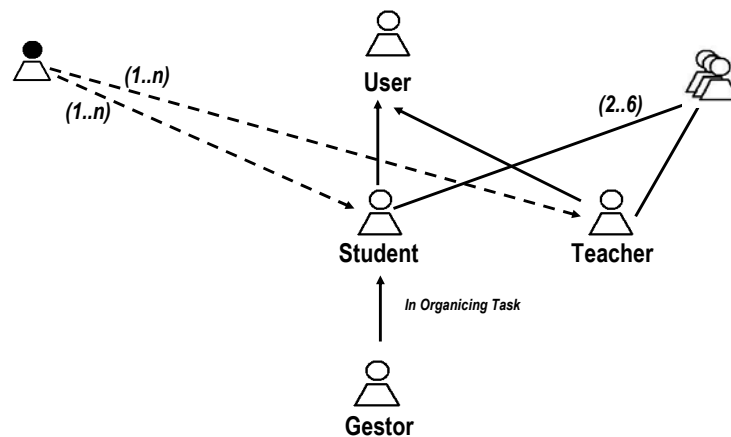 User
(1..n)
(1..n)
(2..6)
Student
Teacher
In Organicing Task
Gestor